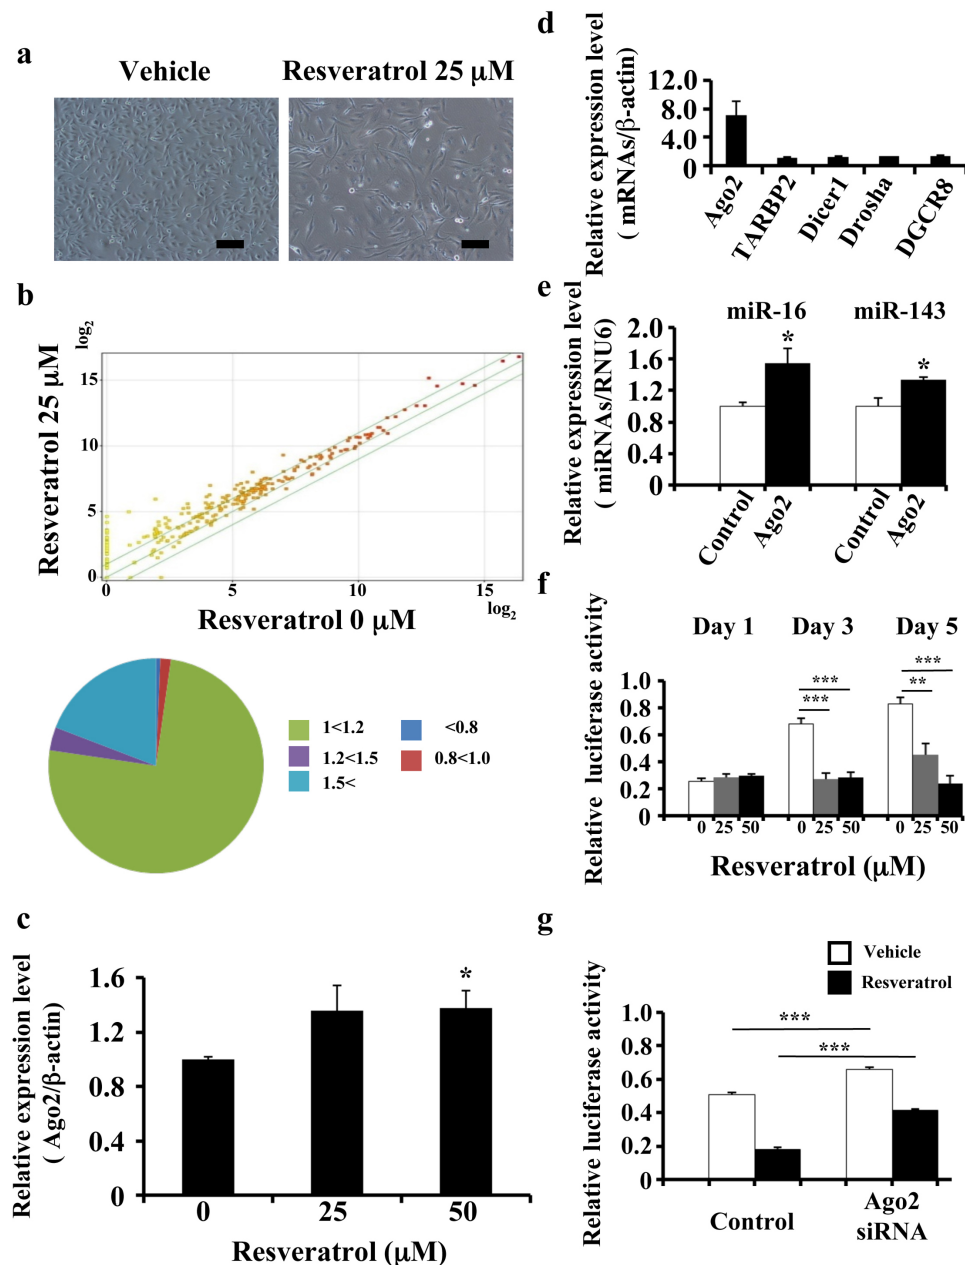 a
Vehicle
Resveratrol 25 μM
b
log2
Resveratrol 25 μM
15
10
5
0
0
5
10
15
log2
Resveratrol 0 μM
1<1.2
<0.8
1.2<1.5
0.8<1.0
1.5<
c
Relative expression level
( Ago2/β-actin)
1.6
1.2
0.8
0.4
0
*
0
25
50
Resveratrol (μM)
d
Relative expression level
( mRNAs/β-actin)
12.0
8.0
4.0
0
Ago2
TARBP2
Dicer1
Drosha
DGCR8
e
Relative expression level
( miRNAs/RNU6)
miR-16
miR-143
2.0
1.6
1.2
0.8
0.4
0
*
*
Control
Ago2
Control
Ago2
f
Relative luciferase activity
Day 1
Day 3
Day 5
1.0
0.8
0.6
0.4
0.2
0
***
***
***
**
0 25 50
0 25 50
0 25 50
Resveratrol (μM)
g
Vehicle
Resveratrol
Relative luciferase activity
1.0
0.8
0.6
0.4
0.2
0
***
***
Control
Ago2
siRNA